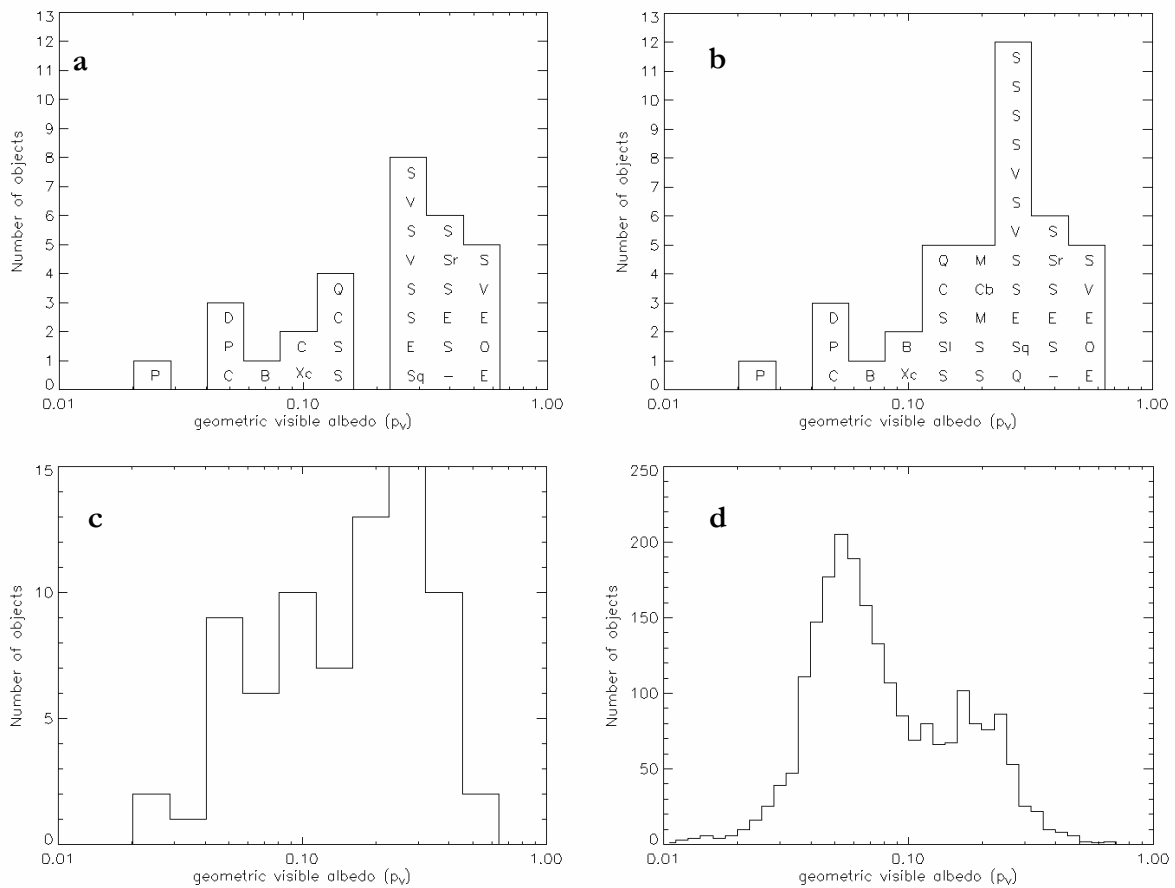 a
Number of objects
13
12
11
10
9
8 S
7 V
6 S S
5 V Sr S
4 Q S S V
3 D C S E E
2 P C S E S O
1 P C B Xc S Sq – E
0
0.01 0.10 1.00
geometric visible albedo (pv)
b
Number of objects
13
12 S
11 S
10 S
9 S
8 V
7 S
6 V S
5 Q M S Sr S
4 C Cb S S V
3 D S M E E E
2 P B Sl S Sq S O
1 P C B Xc S S Q – E
0
0.01 0.10 1.00
geometric visible albedo (pv)
c
Number of objects
15
10
5
0
0.01 0.10 1.00
geometric visible albedo (pv)
d
Number of objects
250
200
150
100
50
0
0.01 0.10 1.00
geometric visible albedo (pv)